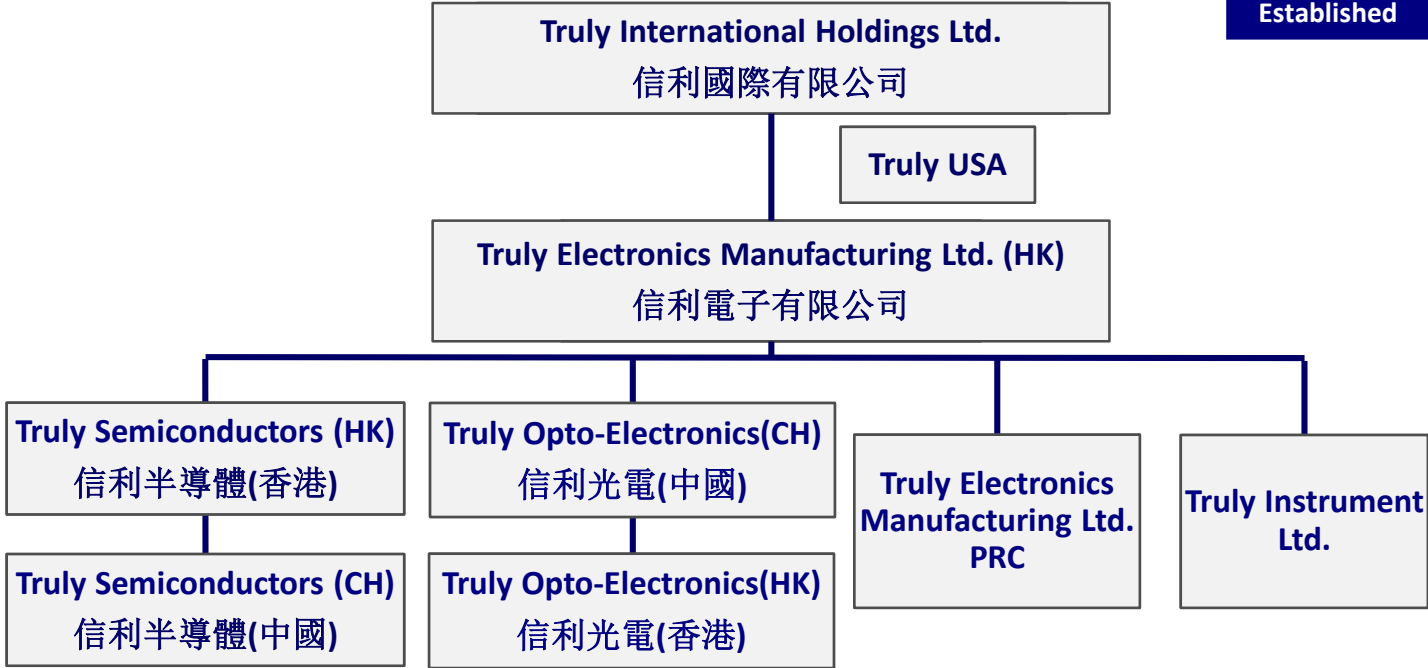 Established
Truly International Holdings Ltd.
信利國際有限公司
Truly USA
Truly Electronics Manufacturing Ltd. (HK)
信利電子有限公司
Truly Semiconductors (HK)
信利半導體(香港)
Truly Opto-Electronics(CH)
信利光電(中國)
Truly Electronics
Manufacturing Ltd.
PRC
Truly Instrument
Ltd.
Truly Semiconductors (CH)
信利半導體(中國)
Truly Opto-Electronics(HK)
信利光電(香港)